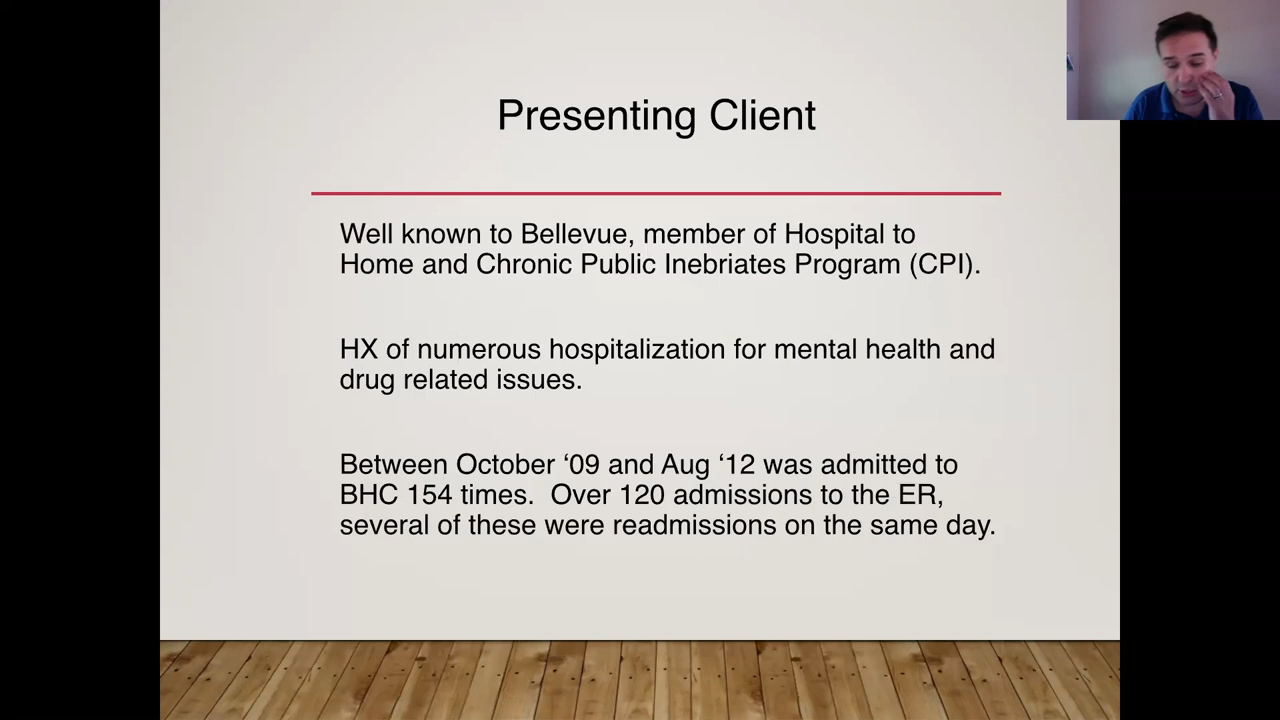 Presenting Client
Well known to Bellevue, member of Hospital to
Home and Chronic Public Inebriates Program (CPI).
HX of numerous hospitalization for mental health and
drug related issues.
Between October ‘09 and Aug ‘12 was admitted to
BHC 154 times.  Over 120 admissions to the ER,
several of these were readmissions on the same day.